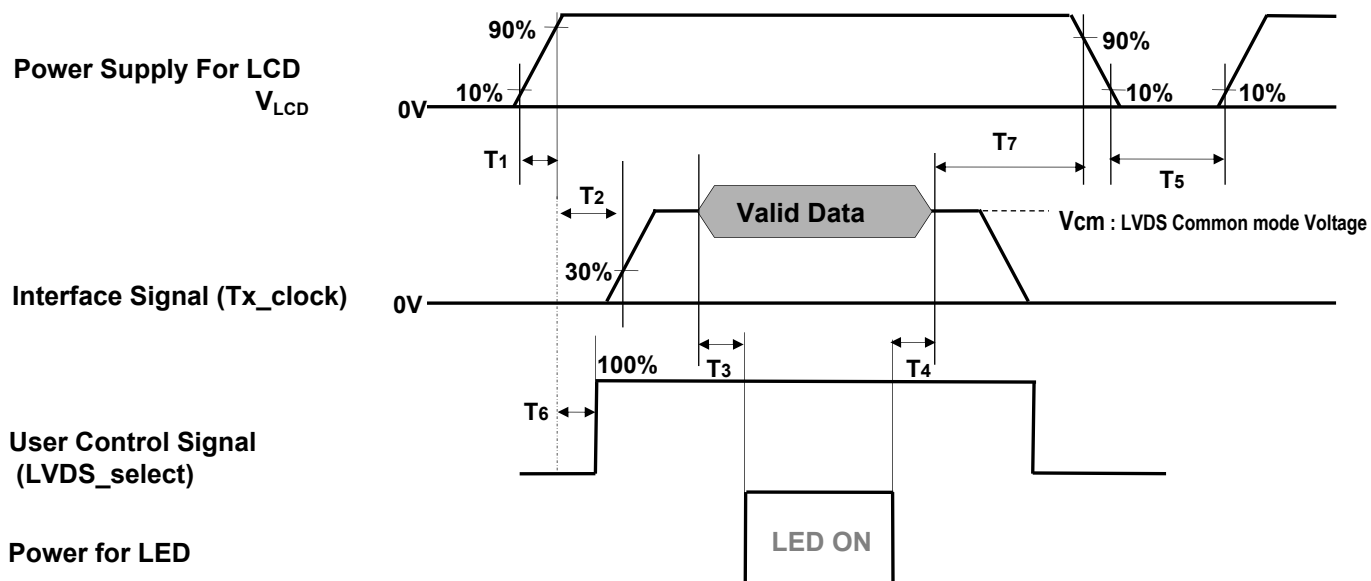 90%
90%
Power Supply For LCD
VLCD
10%
10%
10%
0V
T1
T7
T2
T5
Valid Data
Vcm : LVDS Common mode Voltage
30%
Interface Signal (Tx_clock)
0V
100%
T3
T4
T6
User Control Signal
(LVDS_select)
LED ON
Power for LED